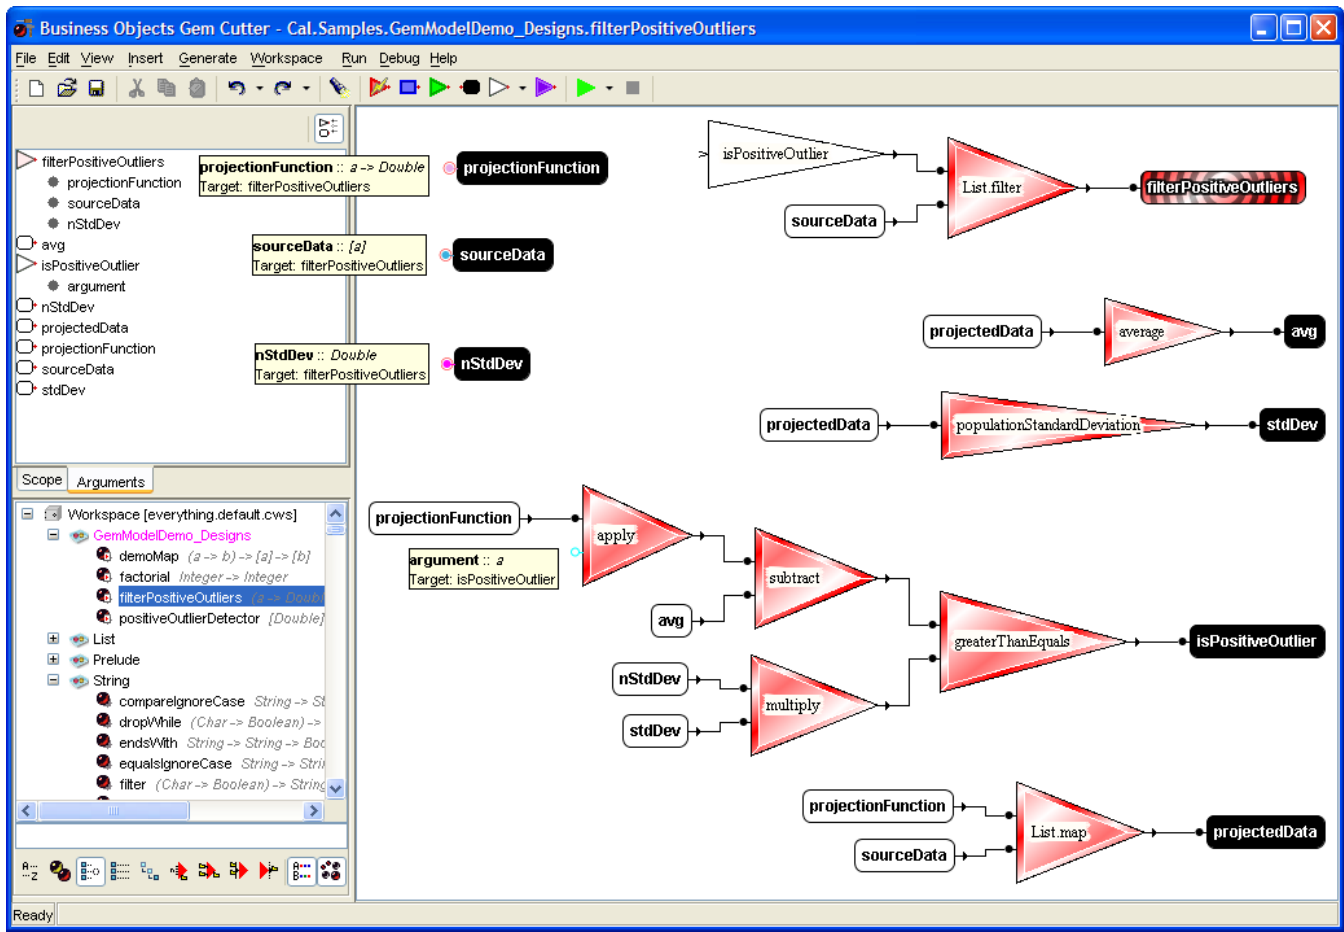 Business Objects Gem Cutter - Cal.Samples.GemModelDemo_Designs.filterPositiveOutliers
File Edit View Insert Generate Workspace Run Debug Help
filterPositiveOutliers
projectionFunction
sourceData
nStdDev
avg
isPositiveOutlier
argument
nStdDev
projectedData
projectionFunction
sourceData
stdDev
Scope Arguments
Workspace [everything.default.cws]
GemModelDemo_Designs
demoMap (a -> b) -> [a] -> [b]
factorial Integer -> Integer
filterPositiveOutliers (a -> Doubl
positiveOutlierDetector [Double]
List
Prelude
String
compareIgnoreCase String -> St
dropWhile (Char -> Boolean) ->
endsWith String -> String -> Boo
equalsIgnoreCase String -> Stri
filter (Char -> Boolean) -> String
A
Z
A
B
Ready
projectionFunction :: a -> Double
Target: filterPositiveOutliers
projectionFunction
sourceData :: [a]
Target: filterPositiveOutliers
sourceData
nStdDev :: Double
Target: filterPositiveOutliers
nStdDev
isPositiveOutlier
sourceData
List.filter
filterPositiveOutliers
projectedData
average
avg
projectedData
populationStandardDeviation
stdDev
projectionFunction
argument :: a
Target: isPositiveOutlier
apply
avg
subtract
nStdDev
stdDev
multiply
greaterThanEquals
isPositiveOutlier
projectionFunction
sourceData
List.map
projectedData